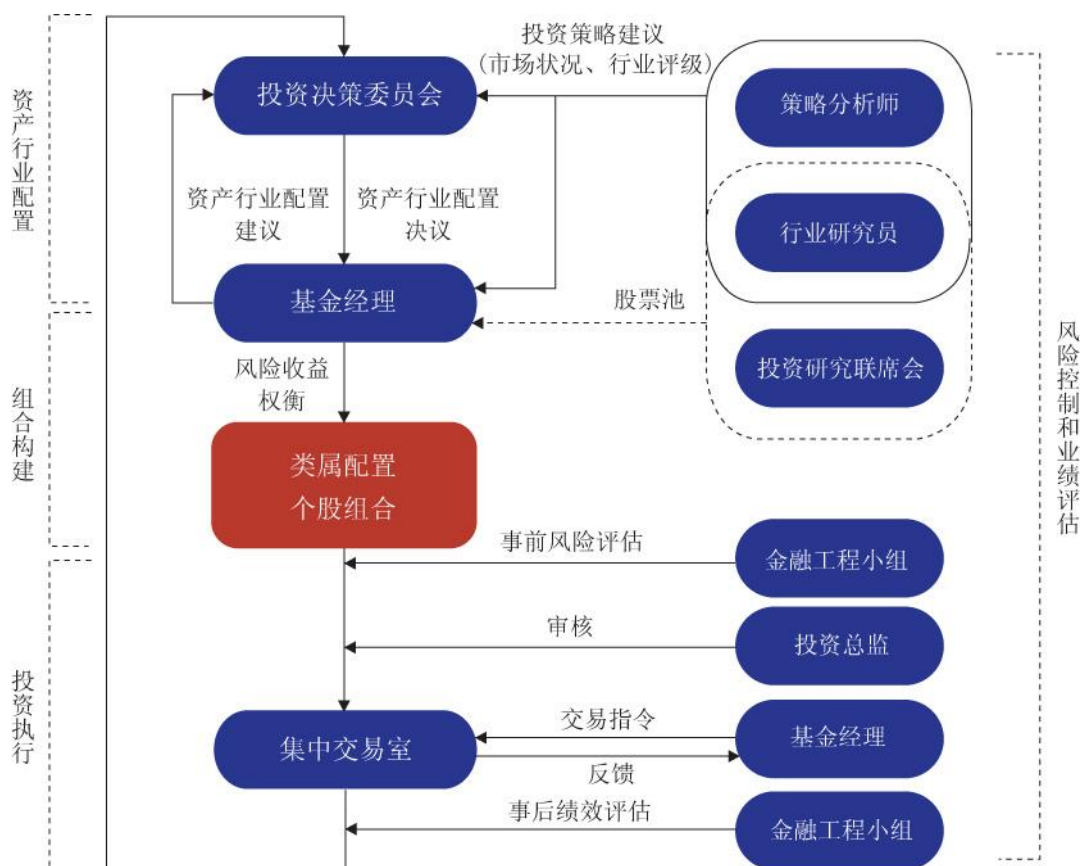 投资策略建议
(市场状况、行业评级)
投资决策委员会
策略分析师
资产行业配置
资产行业配置
建议
资产行业配置
决议
行业研究员
基金经理
股票池
投资研究联席会
风险收益
权衡
组合构建
类属配置
个股组合
风险控制和业绩评估
事前风险评估
金融工程小组
审核
投资总监
投资执行
集中交易室
交易指令
反馈
基金经理
事后绩效评估
金融工程小组